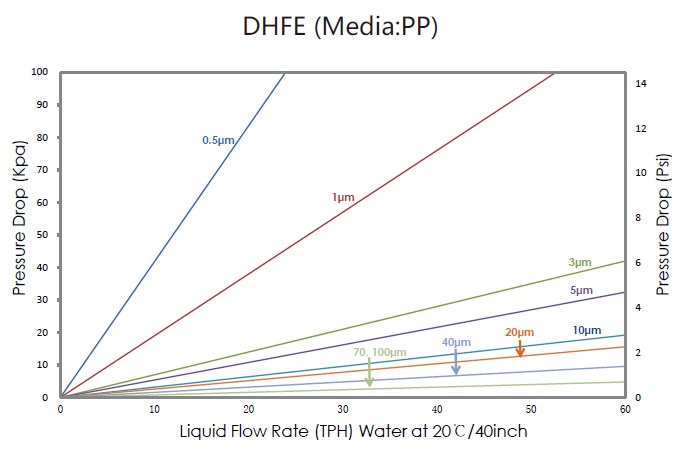 DHFE (Media:PP)
Pressure Drop (Kpa)
Pressure Drop (Psi)
100
90
80
70
60
50
40
30
20
10
0
14
12
10
8
6
4
2
0
0.5μm
1μm
3μm
5μm
10μm
20μm
40μm
70, 100μm
0 10 20 30 40 50 60
Liquid Flow Rate (TPH) Water at 20℃/40inch